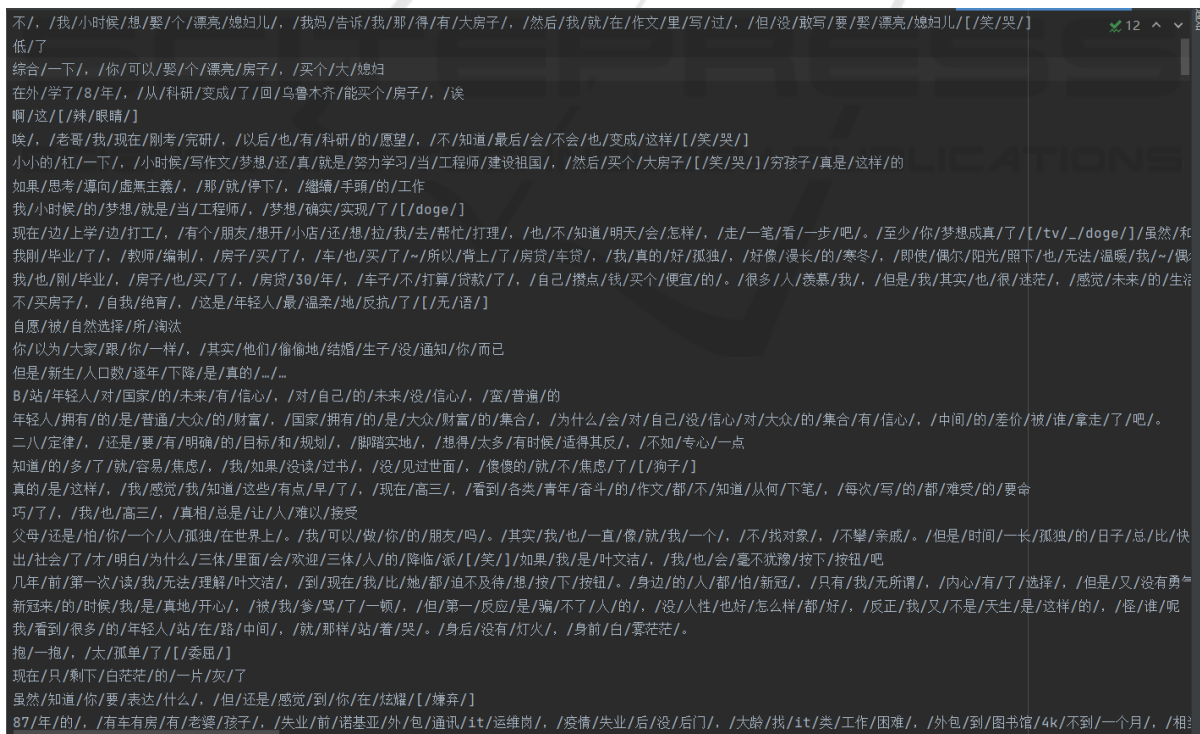 不/，/我/小时候/想/娶/个/漂亮/媳妇儿/，/我妈/告诉/我/那/得/有/大房子/，/然后/我/就/在/作文/里/写/过/，/但/没/敢写/要/娶/漂亮/媳妇儿/[/笑/哭/]
12
低/了
综合/一下/，/你/可以/娶/个/漂亮/房子/，/买个/大/媳妇
在外/学了/8/年/，/从/科研/变成/了/回/乌鲁木齐/能买个/房子/，/诶
啊/这/[/辣/眼睛/]
唉/，/老哥/我/现在/刚考/完研/，/以后/也/有/科研/的/愿望/，/不/知道/最后/会/不会/也/变成/这样/[/笑/哭/]
小小的/杠/一下/，/小时候/写作文/梦想/还/真/就是/努力学习/当/工程师/建设祖国/，/然后/买个/大房子/[/笑/哭/]/穷孩子/真是/这样/的
如果/思考/導向/虛無主義/，/那/就/停下/，/繼續/手頭/的/工作
我/小时候/的/梦想/就是/当/工程师/，/梦想/确实/实现/了/[/doge/]
现在/边/上学/边/打工/，/有个/朋友/想开/小店/还/想/拉/我/去/帮忙/打理/，/也/不/知道/明天/会/怎样/，/走/一笔/看/一步/吧/。/至少/你/梦想成真/了/[/tv/_/doge/]/虽然/和
我刚/毕业/了/，/教师/编制/，/房子/买/了/，/车/也/买/了/~/所以/背上/了/房贷/车贷/，/我/真的/好/孤独/，/好像/漫长/的/寒冬/，/即使/偶尔/阳光/照下/也/无法/温暖/我/~/偶
我/也/刚/毕业/，/房子/也/买/了/，/房贷/30/年/，/车子/不/打算/贷款/了/，/自己/攒点/钱/买个/便宜/的/。/很多/人/羡慕/我/，/但是/我/其实/也/很/迷茫/，/感觉/未来/的/生活
不/买房子/，/自我/绝育/，/这是/年轻人/最/温柔/地/反抗/了/[/无/语/]
自愿/被/自然选择/所/淘汰
你/以为/大家/跟/你/一样/，/其实/他们/偷偷地/结婚/生子/没/通知/你/而已
但是/新生/人口数/逐年/下降/是/真的/…/…
B/站/年轻人/对/国家/的/未来/有/信心/，/对/自己/的/未来/没/信心/，/蛮/普遍/的
年轻人/拥有/的/是/普通/大众/的/财富/，/国家/拥有/的/是/大众/财富/的/集合/，/为什么/会/对/自己/没/信心/对/大众/的/集合/有/信心/，/中间/的/差价/被/谁/拿走/了/吧/。
二八/定律/，/还是/要/有/明确/的/目标/和/规划/，/脚踏实地/，/想得/太多/有时候/适得其反/，/不如/专心/一点
知道/的/多/了/就/容易/焦虑/，/我/如果/没读/过书/，/没/见过世面/，/傻傻的/就/不/焦虑/了/[/狗子/]
真的/是/这样/，/我/感觉/我/知道/这些/有点/早/了/，/现在/高三/，/看到/各类/青年/奋斗/的/作文/都/不/知道/从何/下笔/，/每次/写/的/都/难受/的/要命
巧/了/，/我/也/高三/，/真相/总是/让/人/难以/接受
父母/还是/怕/你/一个/人/孤独/在世界/上/。/我/可以/做/你/的/朋友/吗/。/其实/我/也/一直/像/就/我/一个/，/不/找对象/，/不攀/亲戚/。/但是/时间/一长/孤独/的/日子/总/比/快
出/社会/了/才/明白/为什么/三体/里面/会/欢迎/三体/人/的/降临/派/[/笑/]/如果/我/是/叶文洁/，/我/也/会/毫不犹豫/按下/按钮/吧
几年/前/第一次/读/我/无法/理解/叶文洁/，/到/现在/我/比/她/都/迫不及待/想/按/下/按钮/。/身边/的/人/都/怕/新冠/，/只有/我/无所谓/，/内心/有/了/选择/，/但是/又/没有勇气
新冠来/的/时候/我/是/真地/开心/，/被/我/爹/骂/了/一顿/，/但/第一/反应/是/骗/不了/人/的/，/没/人性/也好/怎么样/都/好/，/反正/我/又/不是/天生/是/这样/的/，/怪/谁/呢
我/看到/很多/的/年轻人/站/在/路/中间/，/就/那样/站/着/哭/。/身后/没有/灯火/，/身前/白/雾茫茫/。
抱/一抱/，/太/孤单/了/[/委屈/]
现在/只/剩下/白茫茫/的/一片/灰/了
虽然/知道/你/要/表达/什么/，/但/还是/感觉/到/你/在/炫耀/[/嫌弃/]
87/年/的/，/有车有房/有/老婆/孩子/，/失业/前/诺基亚/外/包/通讯/it/运维岗/，/疫情/失业/后/没/后门/，/大龄/找/it/类/工作/困难/，/外包/到/图书馆/4k/不到/一个/月/，/相